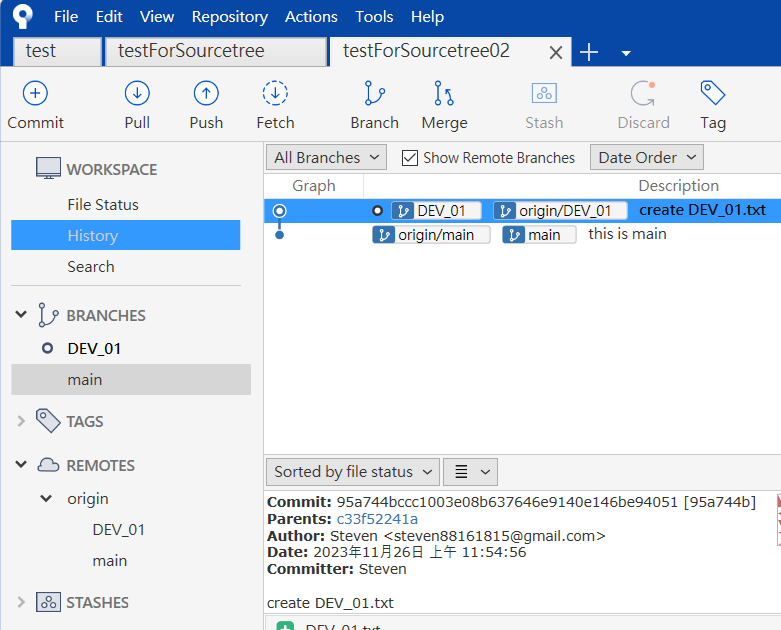 File Edit View Repository Actions Tools Help
test testForSourcetree testForSourcetree02
Commit Pull Push Fetch Branch Merge Stash Discard Tag
WORKSPACE
File Status
History
Search
BRANCHES
DEV_01
main
TAGS
REMOTES
origin
DEV_01
main
STASHES
All Branches Show Remote Branches Date Order
Graph Description
DEV_01 origin/DEV_01 create DEV_01.txt
origin/main main this is main
Sorted by file status
Commit: 95a744bccc1003e08b637646e9140e146be94051 [95a744b]
Parents: c33f52241a
Author: Steven <steven88161815@gmail.com>
Date: 2023年11月26日 上午 11:54:56
Committer: Steven
create DEV_01.txt
DEV_01.txt